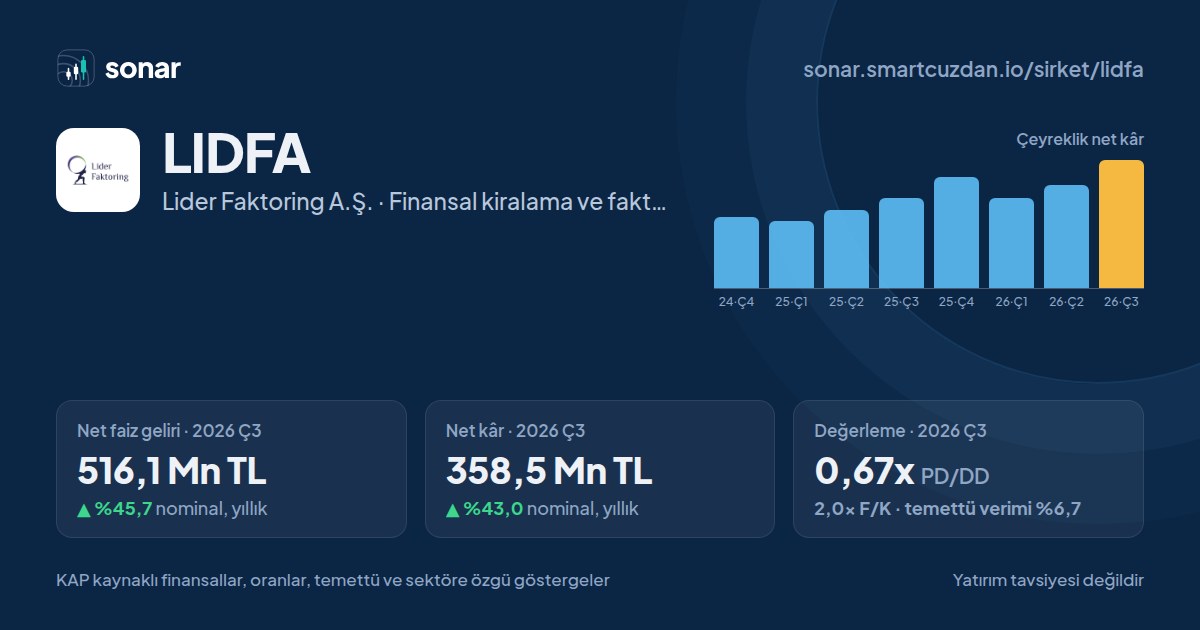 sonar
sonar.smartcuzdan.io/sirket/lidfa
Lider
Faktoring
LIDFA
Lider Faktoring A.Ş. · Finansal kiralama ve fakt…
Çeyreklik net kâr
24·Ç4 25·Ç1 25·Ç2 25·Ç3 25·Ç4 26·Ç1 26·Ç2 26·Ç3
Net faiz geliri · 2026 Ç3
516,1 Mn TL
▲ %45,7 nominal, yıllık
Net kâr · 2026 Ç3
358,5 Mn TL
▲ %43,0 nominal, yıllık
Değerleme · 2026 Ç3
0,67x PD/DD
2,0× F/K · temettü verimi %6,7
KAP kaynaklı finansallar, oranlar, temettü ve sektöre özgü göstergeler
Yatırım tavsiyesi değildir